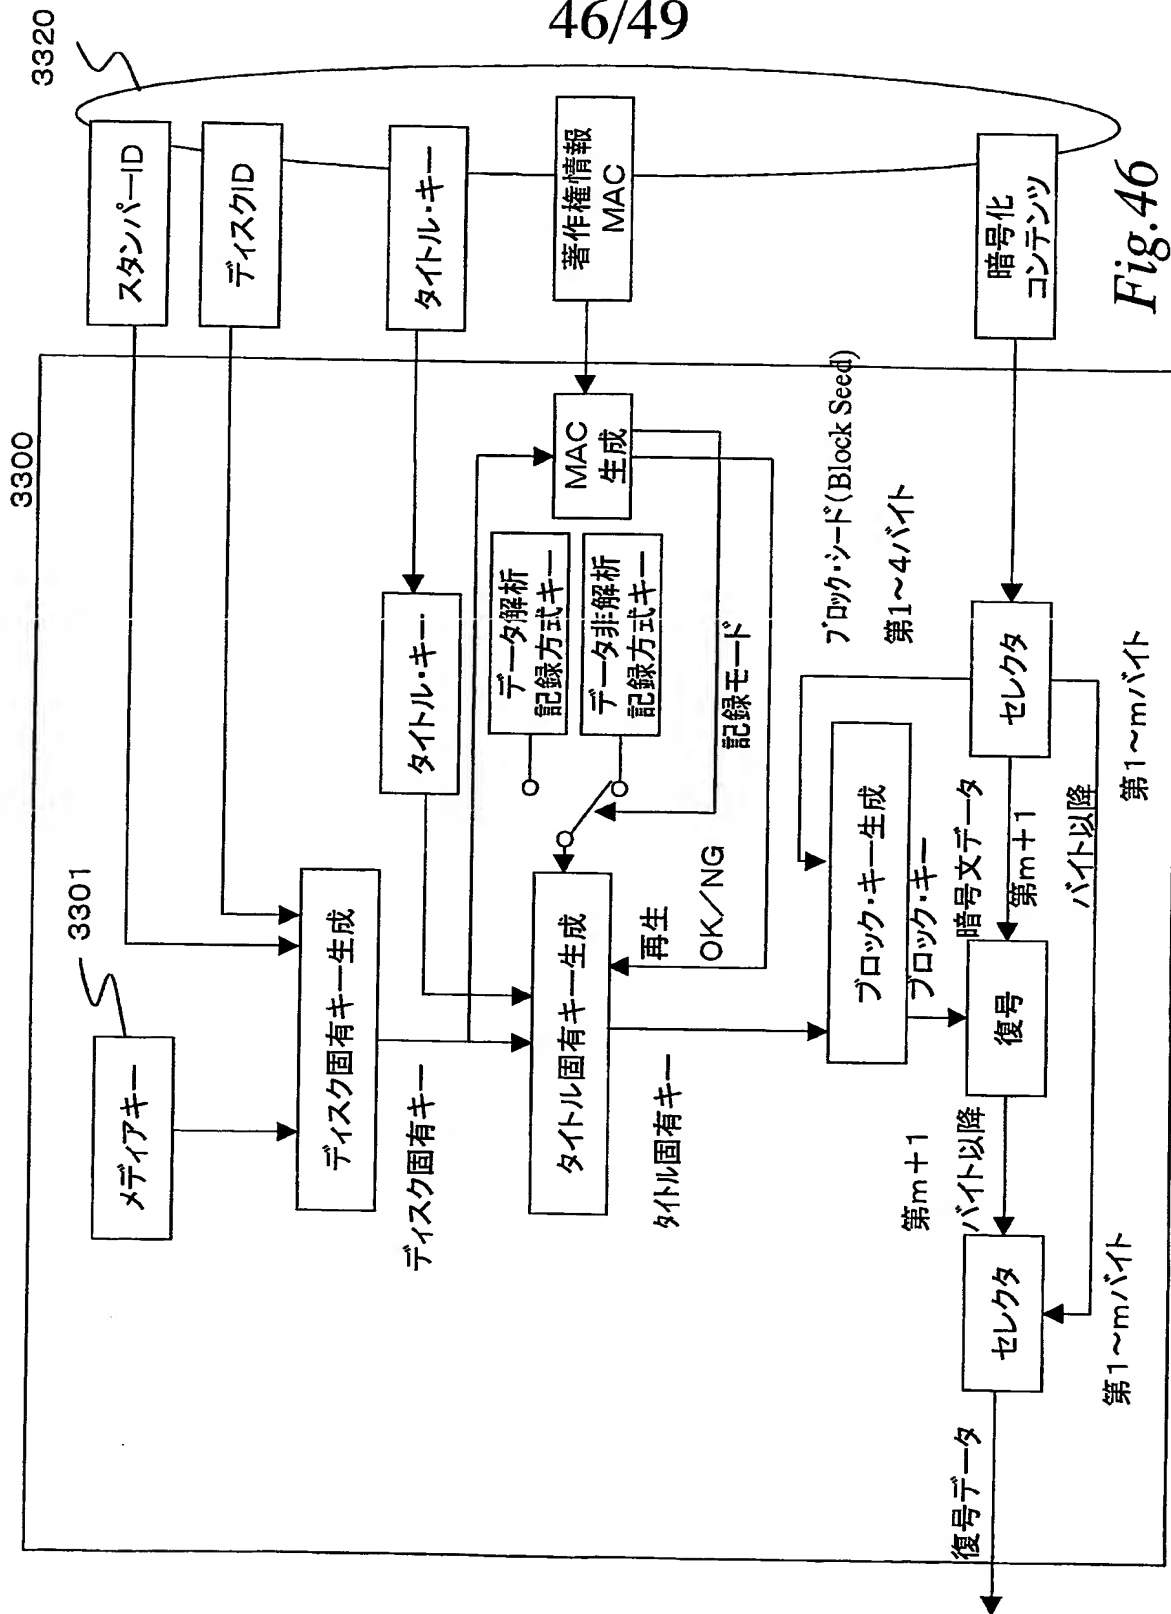 46/49
3300
3320
3301
メディアキー
スタンパーID
ディスクID
ディスク固有キー生成
ディスク固有キー
タイトル・キー
タイトル・キー
データ解析
記録方式キー
データ非解析
記録方式キー
著作権情報
MAC
MAC
生成
記録モード
タイトル固有キー生成
再生
OK/NG
タイトル固有キー
ブロック・シード(Block Seed)
第1~4バイト
ブロック・キー生成
ブロック・キー
暗号化
コンテンツ
セレクタ
暗号文データ
第m+1
バイト以降
第1~mバイト
復号
第m+1
バイト以降
セレクタ
第1~mバイト
復号データ
Fig.46